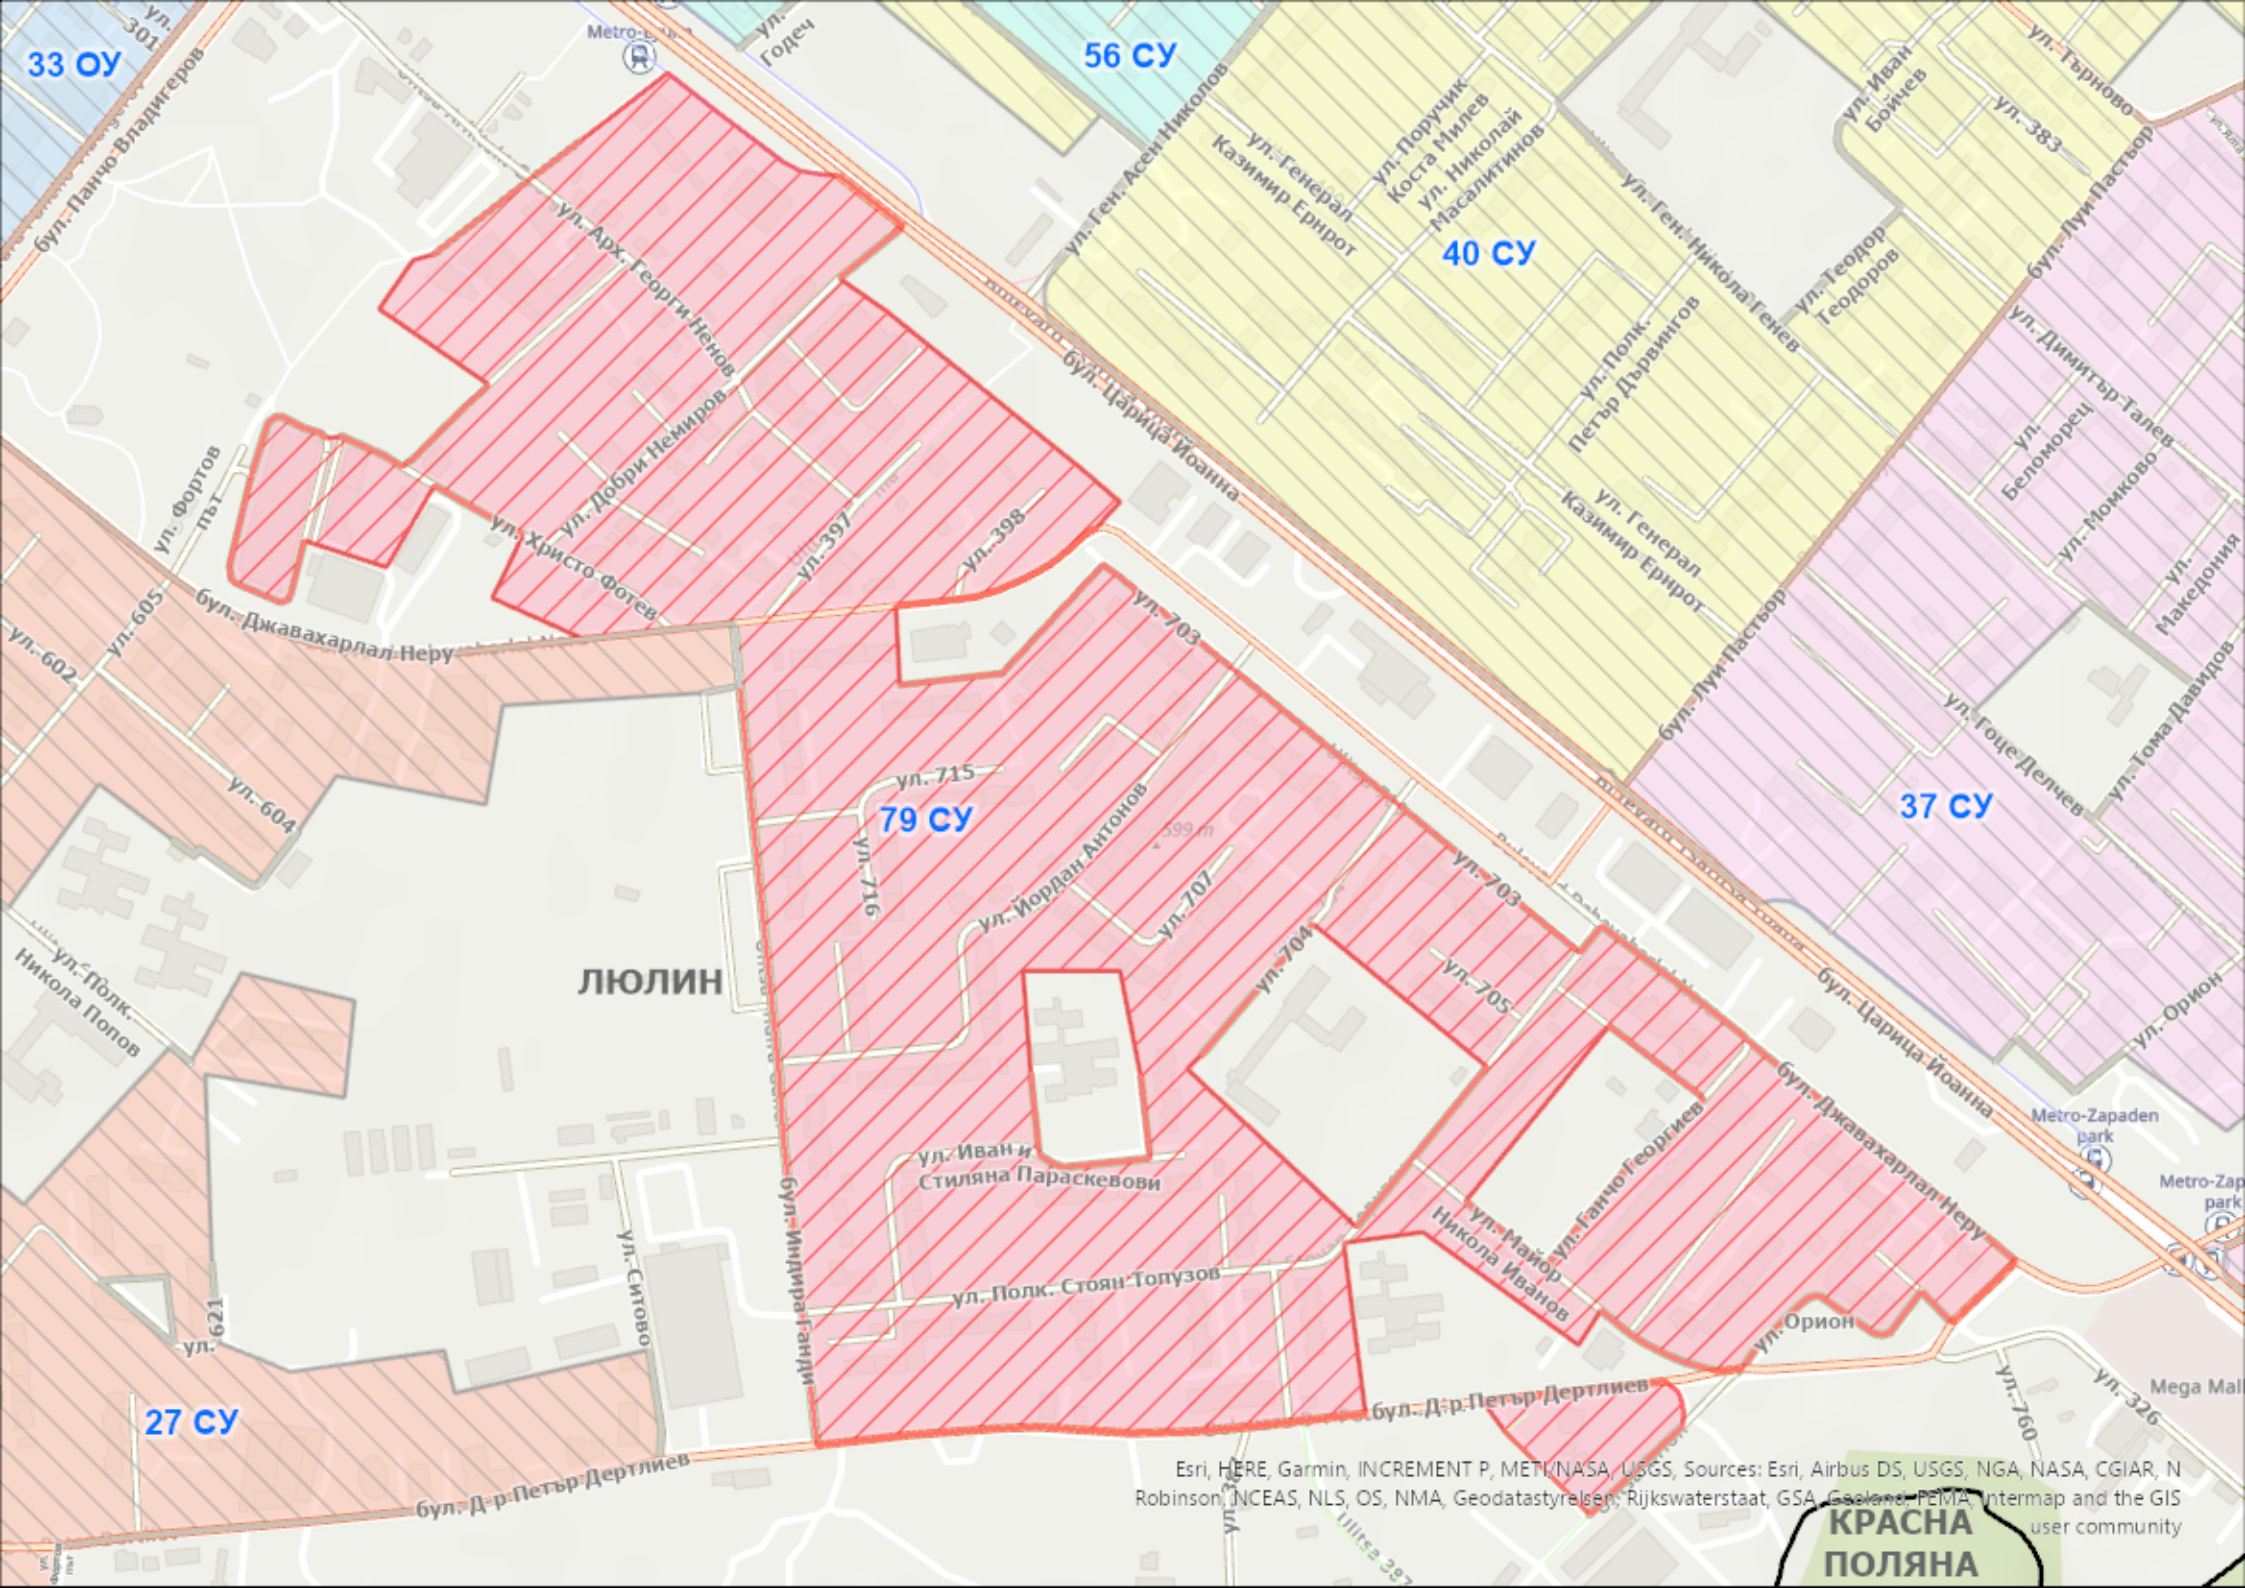 ул.
301
33 ОУ
бул. Панчо Владигеров
ул.
Годеч
56 СУ
ул. Ген. Асен Николов
ул. Генерал
Казимир Ернрот
ул. Поручик
Коста Милев
ул. Николай
Масалитинов
40 СУ
ул. Иван
Бойчев
ул. Търново
ул. 383
бул. Луи Пастьор
ул. Ген. Никола Генев
ул. Теодор
Теодоров
ул. Полк.
Петър Дървингов
ул. Димитър Талев
ул.
Беломорец
ул. Момково
ул.
Македония
ул. Арх. Георги Ненов
ул. Добри Немиров
бул. Царица Йоанна
ул. Генерал
Казимир Ернрот
ул. Фортов
път
ул. Христо Фотев
ул. 397
ул. 398
ул. 605
бул. Джавахарлал Неру
ул. 602
ул. 703
бул. Луи Пастьор
ул. Гоце Делчев
ул. Тома Давидов
ул. 604
ул. 715
79 СУ
37 СУ
ул. 716
ул. Йордан Антонов
599 m
ул. 707
ул. 703
ул. Полк.
Никола Попов
ЛЮЛИН
ул. 704
ул. 705
бул. Царица Йоанна
ул. Орион
Metro-Zapaden
park
Metro-Zap
park
бул. Джавахарлал Неру
ул. Ганчо Георгиев
ул. Иван и
Стиляна Параскевови
бул. Индира Ганди
ул. Майор
Никола Иванов
ул. Ситово
ул. Полк. Стоян Топузов
ул. Орион
ул. 621
27 СУ
бул. Д-р Петър Дертлиев
ул. 760
ул. 326
Mega Mall
бул. Д-р Петър Дертлиев
Esri, HERE, Garmin, INCREMENT P, METI/NASA, USGS, Sources: Esri, Airbus DS, USGS, NGA, NASA, CGIAR, N
Robinson, NCEAS, NLS, OS, NMA, Geodatastyrelsen, Rijkswaterstaat, GSA, Geoland, FEMA, Intermap and the GIS
user community
Ulitsa 387
КРАСНА
ПОЛЯНА